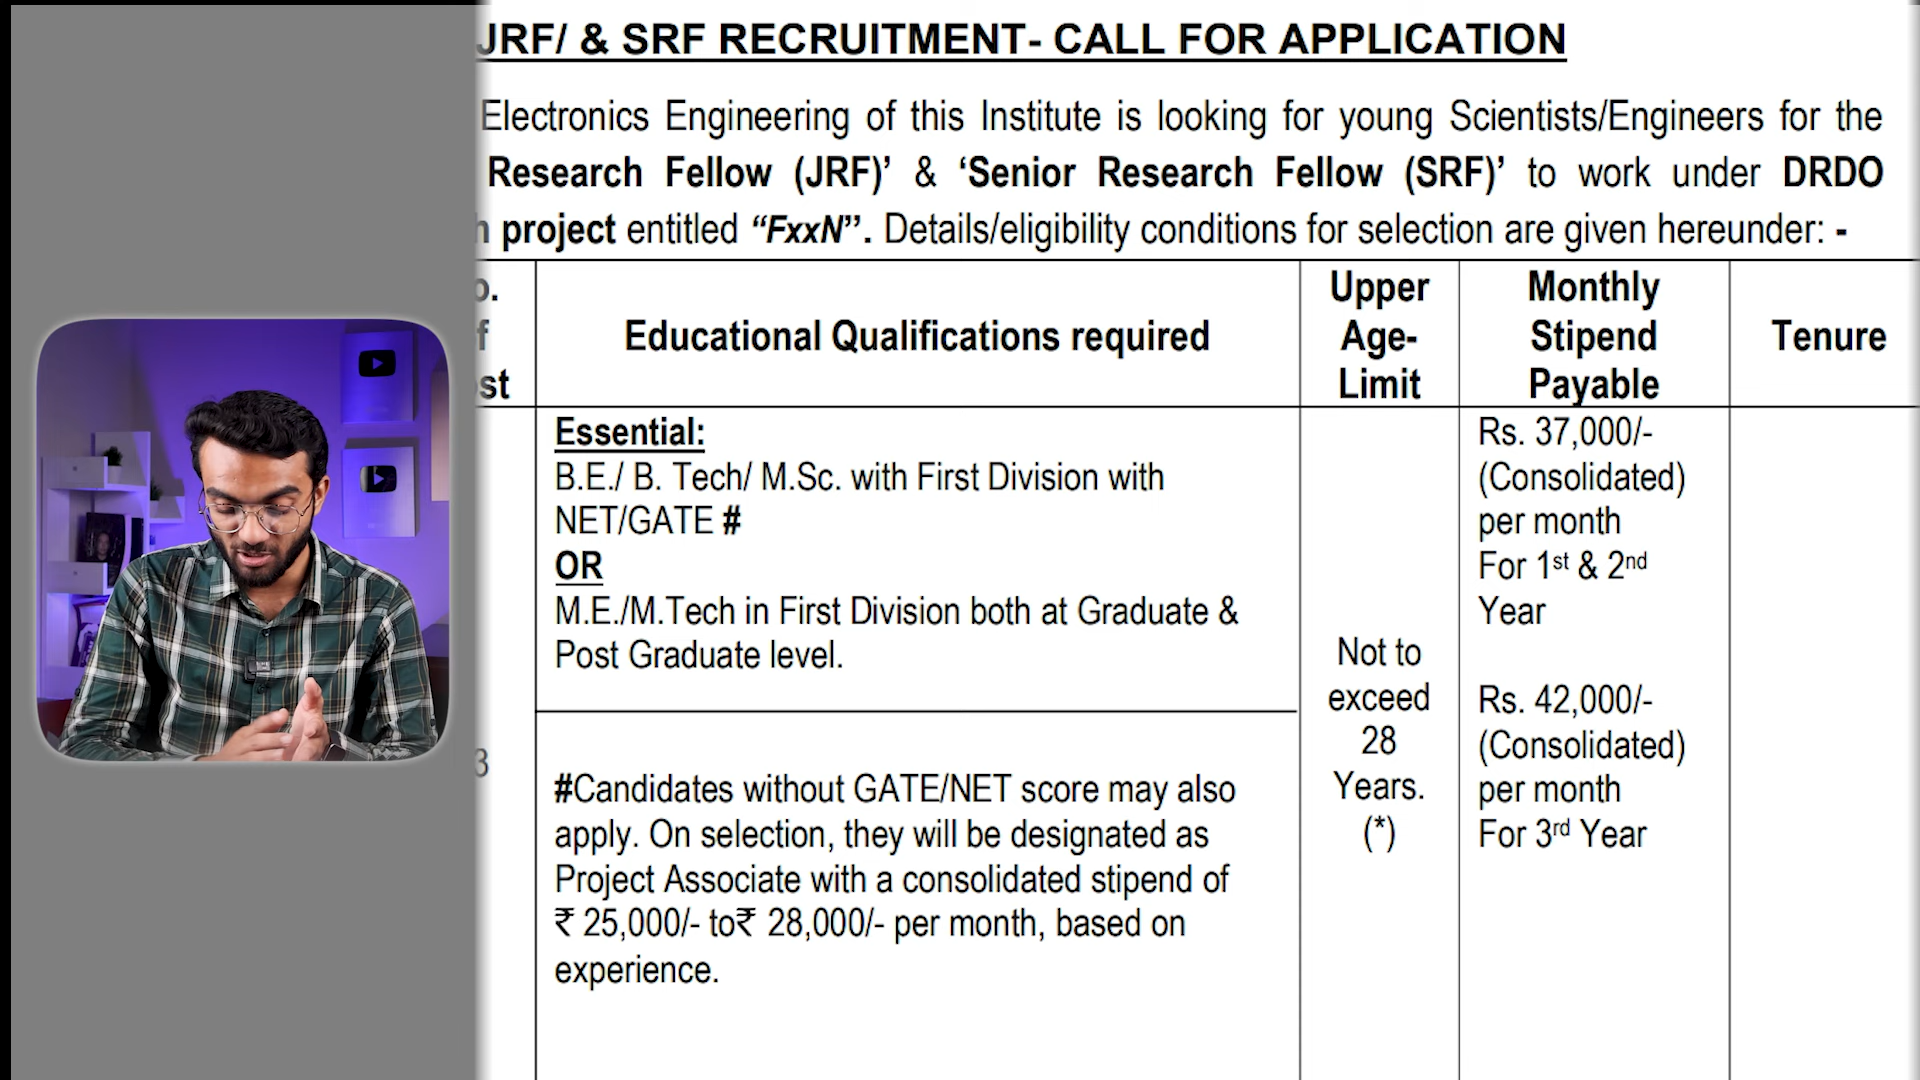 JRF/ & SRF RECRUITMENT- CALL FOR APPLICATION
Electronics Engineering of this Institute is looking for young Scientists/Engineers for the
Research Fellow (JRF)’ & ‘Senior Research Fellow (SRF)’ to work under DRDO
project entitled “FxxN”. Details/eligibility conditions for selection are given hereunder: -
Educational Qualifications required
Upper
Age-
Limit
Monthly
Stipend
Payable
Tenure
Essential:
B.E./ B. Tech/ M.Sc. with First Division with
NET/GATE #
OR
M.E./M.Tech in First Division both at Graduate &
Post Graduate level.
#Candidates without GATE/NET score may also
apply. On selection, they will be designated as
Project Associate with a consolidated stipend of
₹ 25,000/- to₹ 28,000/- per month, based on
experience.
Not to
exceed
28
Years.
(*)
Rs. 37,000/-
(Consolidated)
per month
For 1st & 2nd
Year
Rs. 42,000/-
(Consolidated)
per month
For 3rd Year